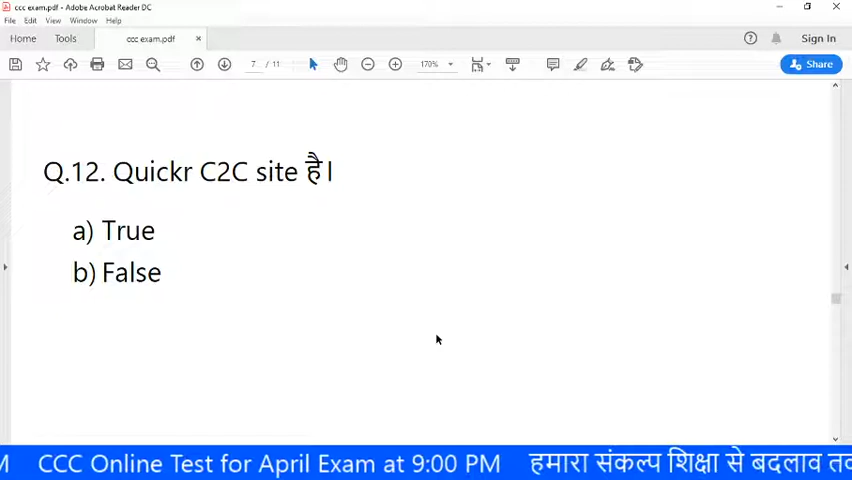 ccc exam.pdf - Adobe Acrobat Reader DC
File Edit View Window Help
Home Tools ccc exam.pdf × Sign In
7 / 11 170% Share
Q.12. Quickr C2C site है।
a) True
b) False
M CCC Online Test for April Exam at 9:00 PM हमारा संकल्प शिक्षा से बदलाव तक